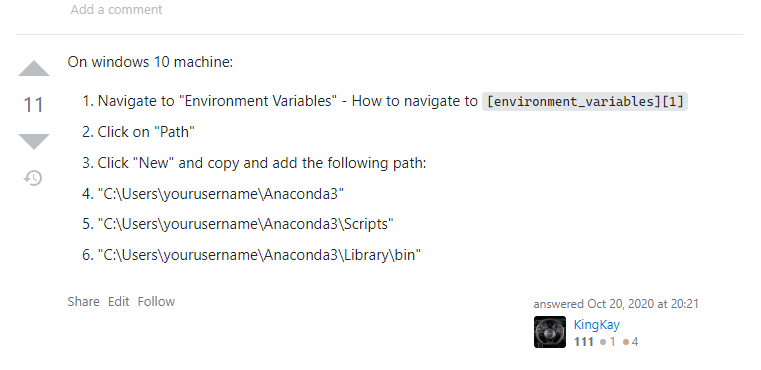 Add a comment
On windows 10 machine:
11
1. Navigate to "Environment Variables" - How to navigate to [environment_variables][1]
2. Click on "Path"
3. Click "New" and copy and add the following path:
4. "C:\Users\yourusername\Anaconda3"
5. "C:\Users\yourusername\Anaconda3\Scripts"
6. "C:\Users\yourusername\Anaconda3\Library\bin"
Share Edit Follow
answered Oct 20, 2020 at 20:21
KingKay
111 1 4